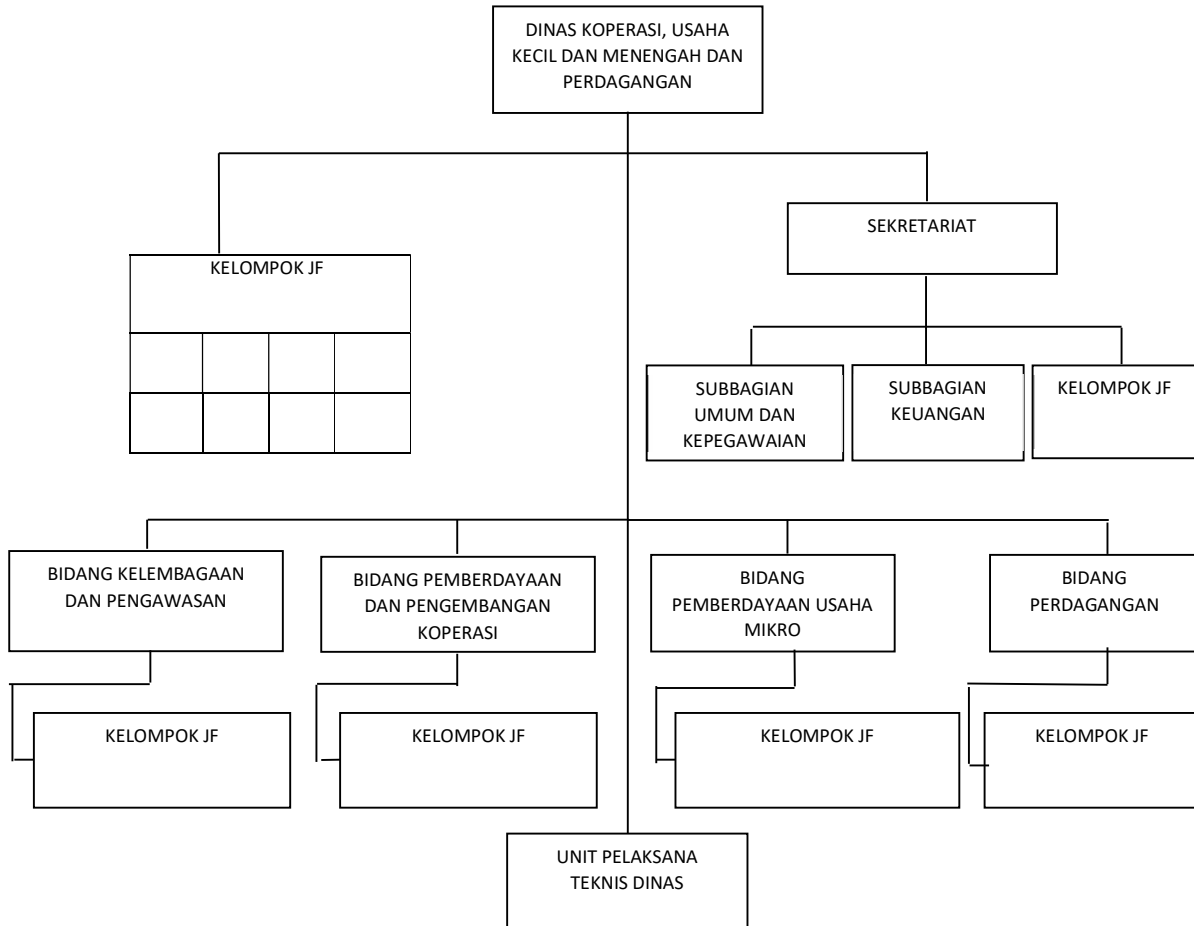 DINAS KOPERASI, USAHA
KECIL DAN MENENGAH DAN
PERDAGANGAN
SEKRETARIAT
KELOMPOK JF
SUBBAGIAN
UMUM DAN
KEPEGAWAIAN
SUBBAGIAN
KEUANGAN
KELOMPOK JF
BIDANG KELEMBAGAAN
DAN PENGAWASAN
BIDANG PEMBERDAYAAN
DAN PENGEMBANGAN
KOPERASI
BIDANG
PEMBERDAYAAN USAHA
MIKRO
BIDANG
PERDAGANGAN
KELOMPOK JF
KELOMPOK JF
KELOMPOK JF
KELOMPOK JF
UNIT PELAKSANA
TEKNIS DINAS